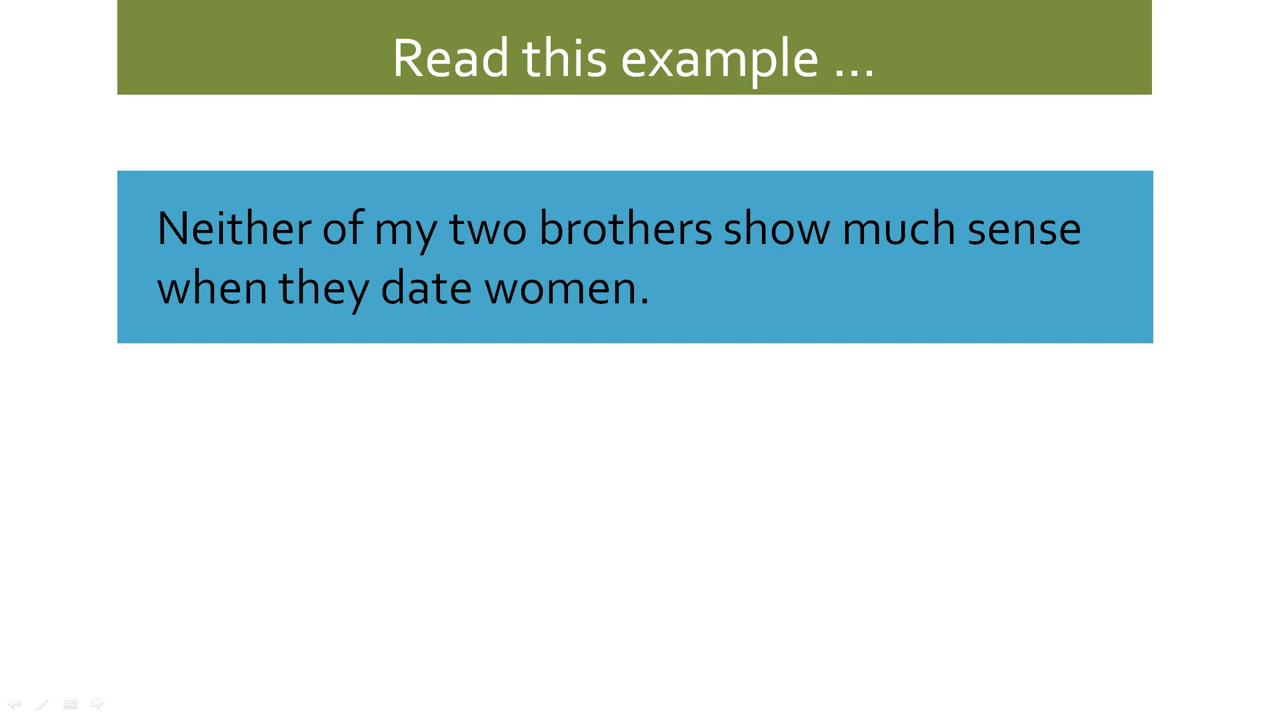 Read this example ...
Neither of my two brothers show much sense
when they date women.